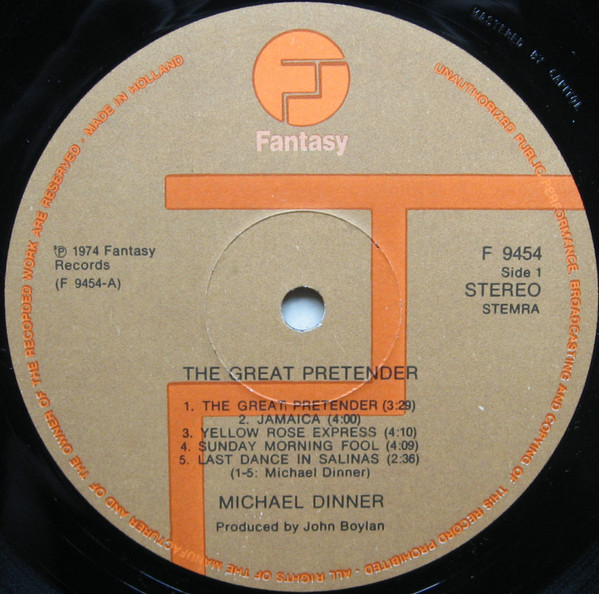 MASTERED BY CAPITOL
Fantasy
UNAUTHORIZED PUBLIC PERFORMANCE BROADCASTING AND COPYING OF THIS RECORD PROHIBITED - ALL RIGHTS OF THE MANUFACTURER AND OF THE OWNER OF THE RECORDED WORK ARE RESERVED - MADE IN HOLLAND
℗ 1974 Fantasy
Records
(F 9454-A)
F 9454
Side 1
STEREO
STEMRA
THE GREAT PRETENDER
1. THE GREAT PRETENDER (3:29)
2. JAMAICA (4:00)
3. YELLOW ROSE EXPRESS (4:10)
4. SUNDAY MORNING FOOL (4:09)
5. LAST DANCE IN SALINAS (2:36)
(1-5: Michael Dinner)
MICHAEL DINNER
Produced by John Boylan